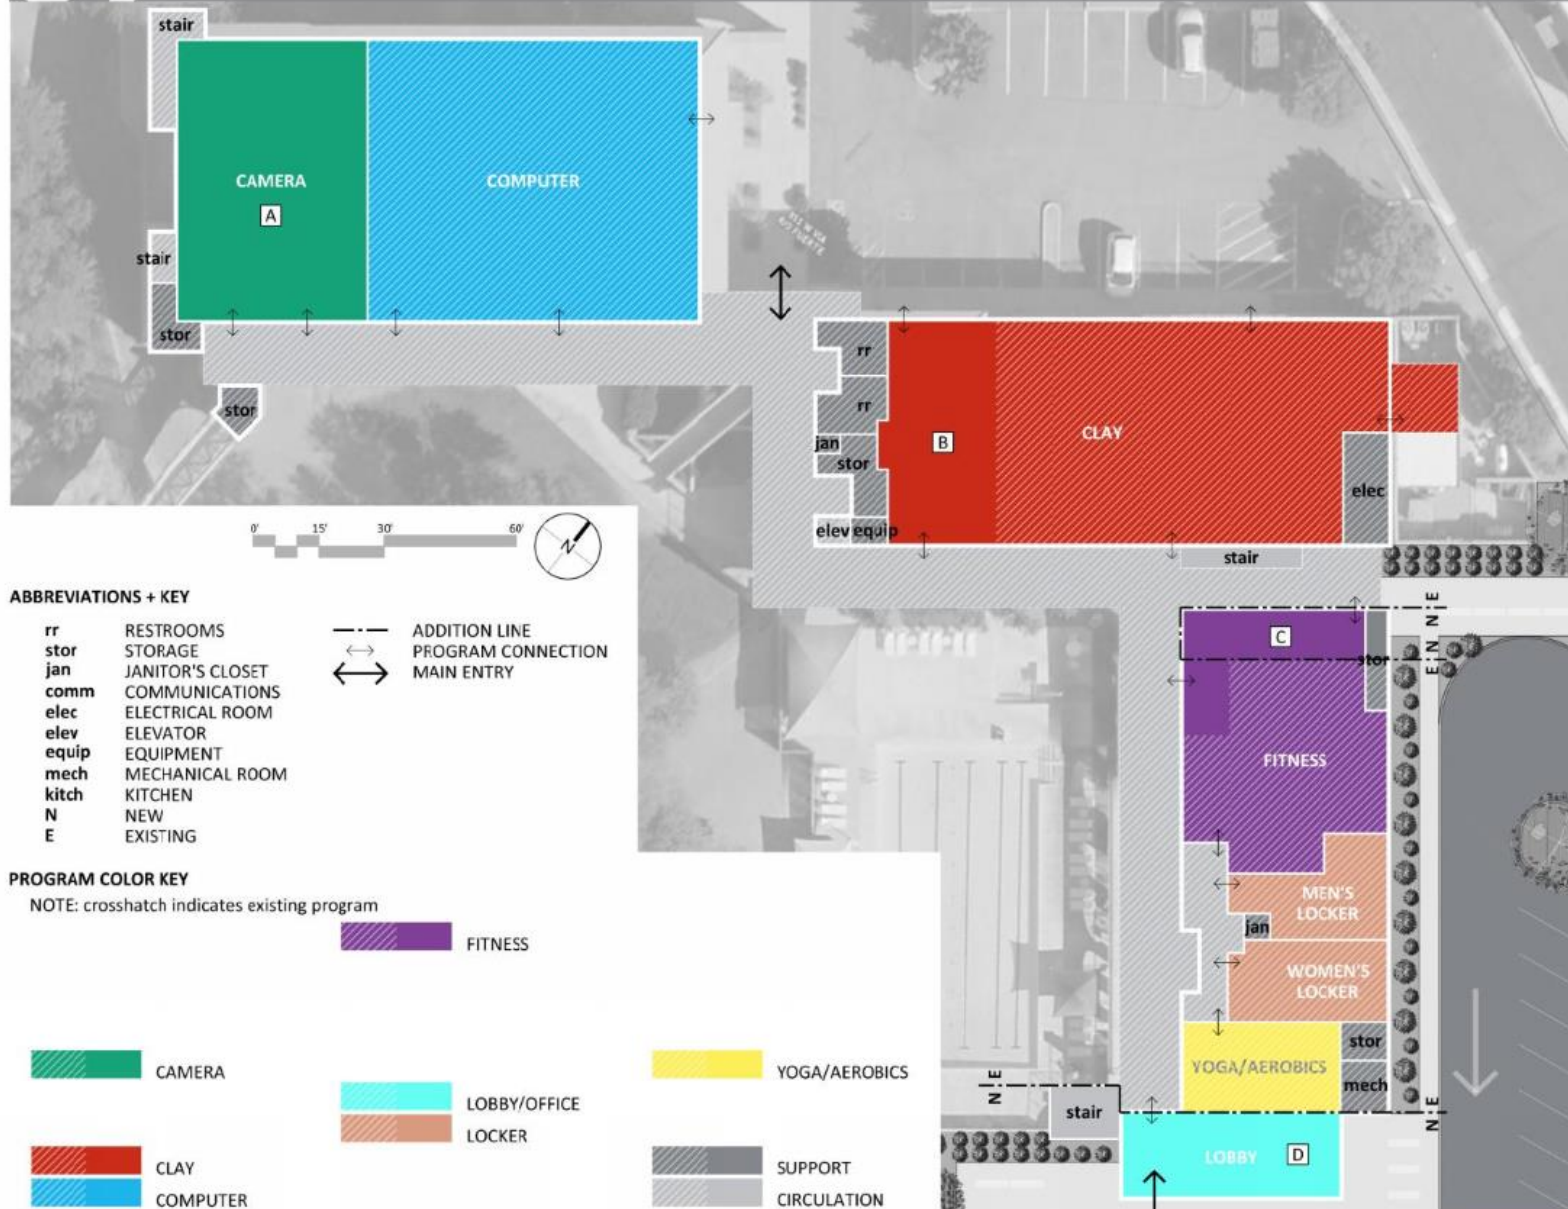 stair
CAMERA
A
COMPUTER
stair
stor
stor
rr
rr
jan
stor
elev
equip
B
CLAY
elec
stair
0'
15'
30'
60'
N
ABBREVIATIONS + KEY
rr RESTROOMS
stor STORAGE
jan JANITOR'S CLOSET
comm COMMUNICATIONS
elec ELECTRICAL ROOM
elev ELEVATOR
equip EQUIPMENT
mech MECHANICAL ROOM
kitch KITCHEN
N NEW
E EXISTING
ADDITION LINE
PROGRAM CONNECTION
MAIN ENTRY
C
stor
N E
E N
FITNESS
MEN'S
LOCKER
jan
WOMEN'S
LOCKER
stor
YOGA/AEROBICS
mech
N E
N E
stair
LOBBY
D
PROGRAM COLOR KEY
NOTE: crosshatch indicates existing program
FITNESS
CAMERA
LOBBY/OFFICE
LOCKER
YOGA/AEROBICS
CLAY
COMPUTER
SUPPORT
CIRCULATION